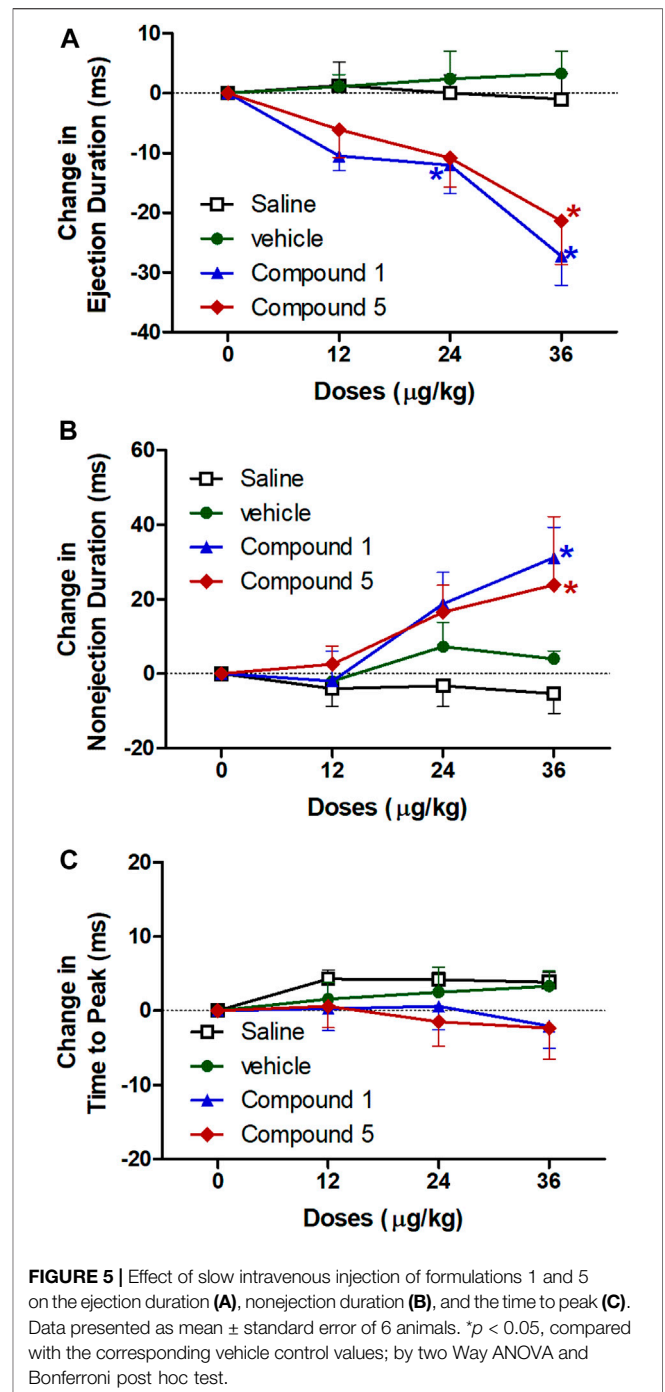 A
Change in
Ejection Duration (ms)
10
0
-10
-20
-30
-40
*
*
*
Saline
vehicle
Compound 1
Compound 5
0 12 24 36
Doses (μg/kg)
B
Change in
Nonejection Duration (ms)
60
40
20
0
-20
Saline
vehicle
Compound 1
Compound 5
*
*
0 12 24 36
Doses (μg/kg)
C
Change in
Time to Peak (ms)
20
10
0
-10
-20
Saline
vehicle
Compound 1
Compound 5
0 12 24 36
Doses (μg/kg)
FIGURE 5 | Effect of slow intravenous injection of formulations 1 and 5
on the ejection duration (A), nonejection duration (B), and the time to peak (C).
Data presented as mean ± standard error of 6 animals. *p < 0.05, compared
with the corresponding vehicle control values; by two Way ANOVA and
Bonferroni post hoc test.